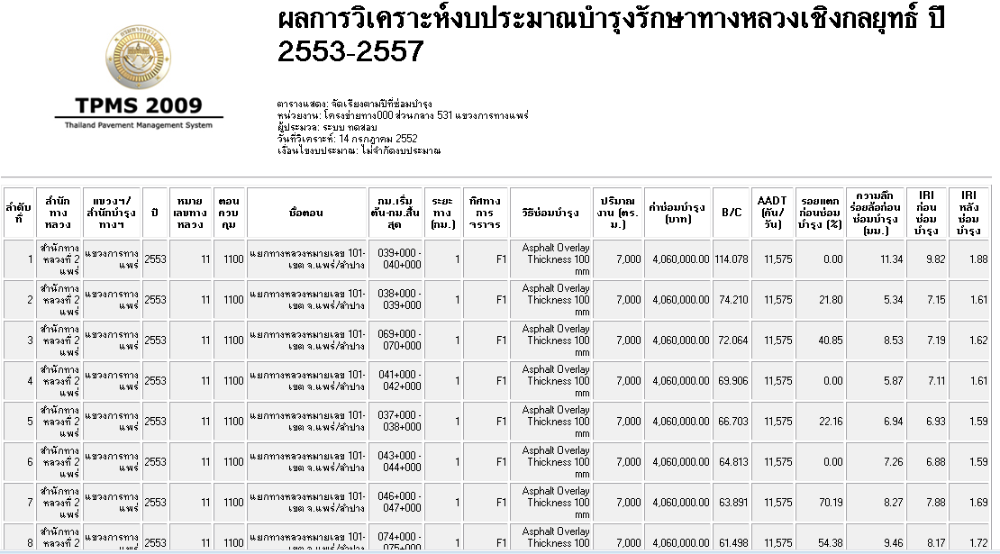 ผลการวิเคราะห์งบประมาณบำรุงรักษาทางหลวงเชิงกลยุทธ์ ปี
2553-2557
TPMS 2009
Thailand Pavement Management System
ตารางแสดง: จัดเรียงตามปีที่ซ่อมบำรุง
หน่วยงาน: โครงข่ายทาง000 ส่วนกลาง 531 แขวงการทางแพร่
ผู้ประมวล: ระบบ ทดสอบ
วันที่วิเคราะห์: 14 กรกฎาคม 2552
เงื่อนไขงบประมาณ: ไม่จำกัดงบประมาณ
ลำดับที่ สำนักทางหลวง แขวงฯ/สำนักบำรุงทางฯ ปี หมายเลขทางหลวง ตอนควบคุม ชื่อตอน กม.เริ่มต้น-กม.สิ้นสุด ระยะทาง (กม.) ทิศทางการจราจร วิธีซ่อมบำรุง ปริมาณงาน (ตร.ม.) ค่าซ่อมบำรุง (บาท) B/C AADT (คัน/วัน) รอยแตกก่อนซ่อมบำรุง (%) ความลึกร่องล้อก่อนซ่อมบำรุง (มม.) IRI ก่อนซ่อมบำรุง IRI หลังซ่อมบำรุง
1 สำนักทางหลวงที่ 2 แพร่ แขวงการทางแพร่ 2553 11 1100 แยกทางหลวงหมายเลข 101-เขต จ.แพร่/ลำปาง 039+000 - 040+000 1 F1 Asphalt Overlay Thickness 100 mm 7,000 4,060,000.00 114.078 11,575 0.00 11.34 9.82 1.88
2 สำนักทางหลวงที่ 2 แพร่ แขวงการทางแพร่ 2553 11 1100 แยกทางหลวงหมายเลข 101-เขต จ.แพร่/ลำปาง 038+000 - 039+000 1 F1 Asphalt Overlay Thickness 100 mm 7,000 4,060,000.00 74.210 11,575 21.80 5.34 7.15 1.61
3 สำนักทางหลวงที่ 2 แพร่ แขวงการทางแพร่ 2553 11 1100 แยกทางหลวงหมายเลข 101-เขต จ.แพร่/ลำปาง 069+000 - 070+000 1 F1 Asphalt Overlay Thickness 100 mm 7,000 4,060,000.00 72.064 11,575 40.85 8.53 7.19 1.62
4 สำนักทางหลวงที่ 2 แพร่ แขวงการทางแพร่ 2553 11 1100 แยกทางหลวงหมายเลข 101-เขต จ.แพร่/ลำปาง 041+000 - 042+000 1 F1 Asphalt Overlay Thickness 100 mm 7,000 4,060,000.00 69.906 11,575 0.00 5.87 7.11 1.61
5 สำนักทางหลวงที่ 2 แพร่ แขวงการทางแพร่ 2553 11 1100 แยกทางหลวงหมายเลข 101-เขต จ.แพร่/ลำปาง 037+000 - 038+000 1 F1 Asphalt Overlay Thickness 100 mm 7,000 4,060,000.00 66.703 11,575 22.16 6.94 6.93 1.59
6 สำนักทางหลวงที่ 2 แพร่ แขวงการทางแพร่ 2553 11 1100 แยกทางหลวงหมายเลข 101-เขต จ.แพร่/ลำปาง 043+000 - 044+000 1 F1 Asphalt Overlay Thickness 100 mm 7,000 4,060,000.00 64.813 11,575 0.00 7.26 6.88 1.59
7 สำนักทางหลวงที่ 2 แพร่ แขวงการทางแพร่ 2553 11 1100 แยกทางหลวงหมายเลข 101-เขต จ.แพร่/ลำปาง 046+000 - 047+000 1 F1 Asphalt Overlay Thickness 100 mm 7,000 4,060,000.00 63.891 11,575 70.19 8.27 7.88 1.69
8 สำนักทางหลวงที่ 2 แขวงการทางแพร่ 2553 11 1100 แยกทางหลวงหมายเลข 101-เขต จ.แพร่/ลำปาง 074+000 - 075+000 1 F1 Asphalt Overlay Thickness 100 7,000 4,060,000.00 61.498 11,575 54.38 9.46 8.17 1.72